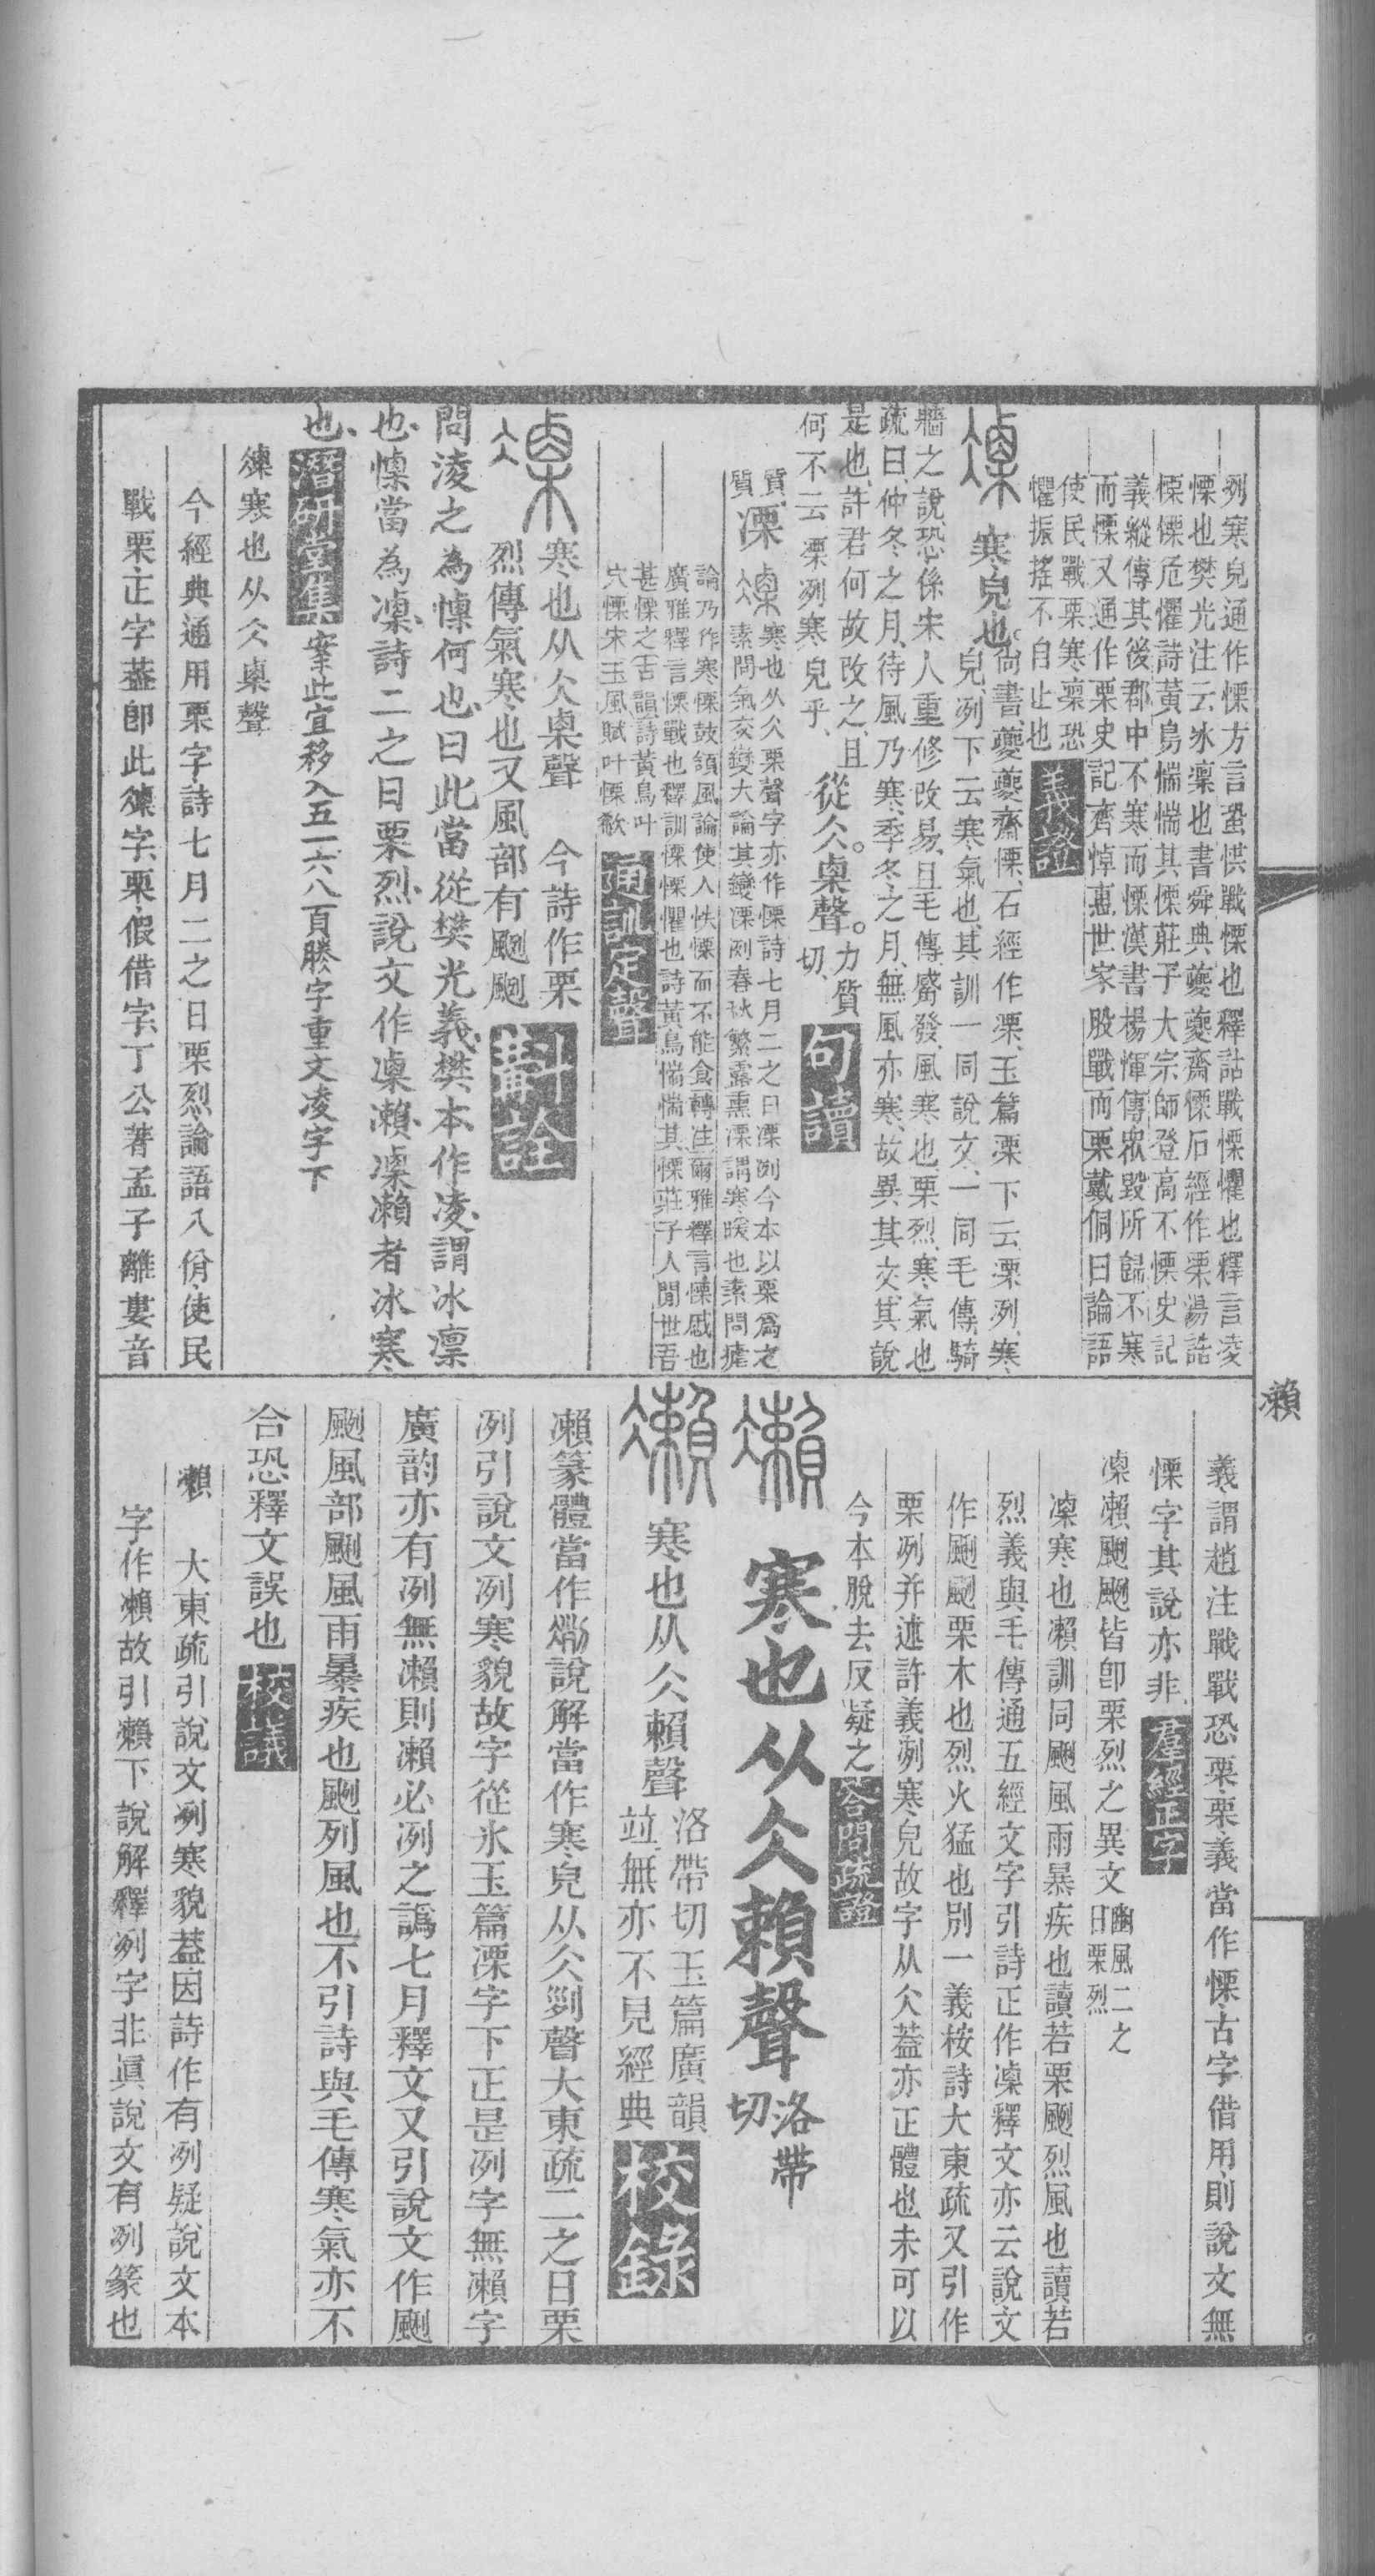 冽寒皃通作慄方言蛩㤨戰慄也釋詁戰慄懼也釋言凌
慄也樊光注云氷凓也書舜典夔夔齋慄石經作栗湯誥
慄慄危懼詩黃鳥惴惴其慄莊子大宗師登高不慄史記
義縱傳其後郡中不寒而慄漢書楊惲傳衆毀所歸不寒
而慄又通作栗史記齊悼惠世家股戰而栗戴侗曰論語
使民戰栗寒凜恐
懼振搖不自止也義證
凓寒皃也尚書夔夔齋慄石經作凓玉篇凓下云凓冽寒
皃冽下云寒氣也其訓一同說文一同毛傳騎
牆之說恐係宋人重修改易且毛傳觱發風寒也栗烈寒氣也
疏曰仲冬之月待風乃寒季冬之月無風亦寒故異其文其說
是也許君何故改之且從仌㮚聲力質
何不云凓冽寒皃乎切句讀
質凓寒也从仌栗聲字亦作慄詩七月二之日凓冽今本以栗爲之
質素問氣交變大論其變凓冽春秋繁露熏凓謂寒暖也素問瘧
論乃作寒慄鼓頷風論使人怢慄而不能食轉注爾雅釋言慄慼也
廣雅釋言慄戰也釋訓慄慄懼也詩黃鳥惴惴其慄莊子人閒世吾
甚慄之古韻詩黃鳥叶
穴慄宋玉風賦叶慄欷通訓定聲
凓寒也从仌㮚聲今詩作栗
烈傳氣寒也又風部有颲颲斠詮
問淩之為慄何也曰此當從樊光義樊本作凌謂冰凜
也慄當為凓詩二之日栗烈說文作凓瀨凓瀨者冰寒
也潛研堂集案此宜移入五一六八頁䲢字重文凌字下
凓寒也从仌㮚聲
今經典通用栗字詩七月二之日栗烈論語八佾使民
戰栗正字葢卽此凓字栗假借字丁公著孟子離婁音
瀨
義謂趙注戰戰恐栗栗義當作慄古字借用則說文無
慄字其說亦非羣經正字
凓瀨颲颲皆卽栗烈之異文豳風二之日栗烈
凓寒也瀨訓同颲風雨暴疾也讀若栗颲烈風也讀若
烈義與毛傳通五經文字引詩正作凓釋文亦云說文
作颲颲栗木也烈火猛也別一義桉詩大東疏又引作
栗冽并述許義冽寒皃故字从仌葢亦正體也未可以
今本脫去反疑之答問疏證
瀨寒也从仌賴聲洛帶切
瀨寒也从仌賴聲洛帶切玉篇廣韻
竝無亦不見經典校錄
瀨篆體當作𠘔說解當作寒皃从仌𠛱聲大東疏二之日栗
冽引說文冽寒貌故字從氷玉篇凓字下正是冽字無瀨字
廣韵亦有冽無瀨則瀨必冽之譌七月釋文又引說文作颲
颲風部颲風雨暴疾也颲列風也不引詩與毛傳寒氣亦不
合恐釋文誤也校議
瀨大東疏引說文冽寒貌葢因詩作有冽疑說文本
字作瀨故引瀨下說解釋冽字非眞說文有冽篆也